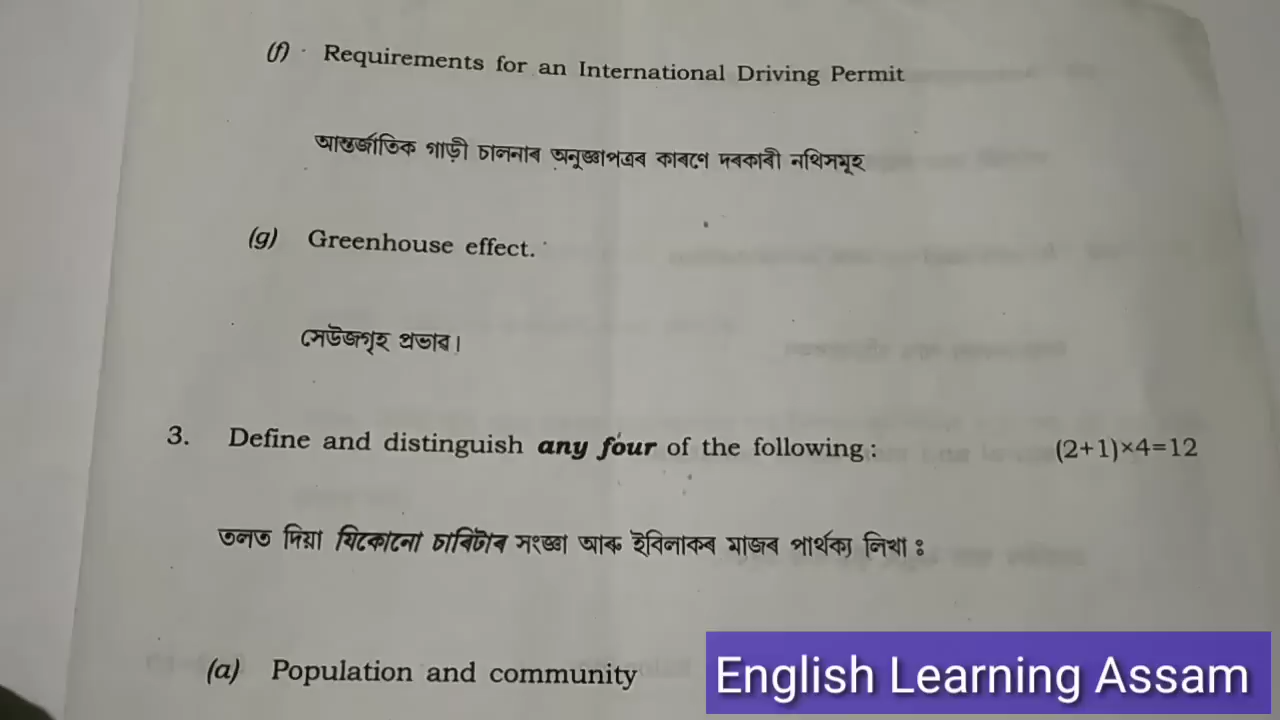 (f) Requirements for an International Driving Permit
আন্তৰ্জাতিক গাড়ী চালনাৰ অনুজ্ঞাপত্ৰৰ কাৰণে দৰকাৰী নথিসমূহ
(g) Greenhouse effect.
সেউজগৃহ প্ৰভাৱ।
3. Define and distinguish any four of the following : (2+1)×4=12
তলত দিয়া যিকোনো চাৰিটাৰ সংজ্ঞা আৰু ইবিলাকৰ মাজৰ পাৰ্থক্য লিখা ঃ
(a) Population and community
English Learning Assam